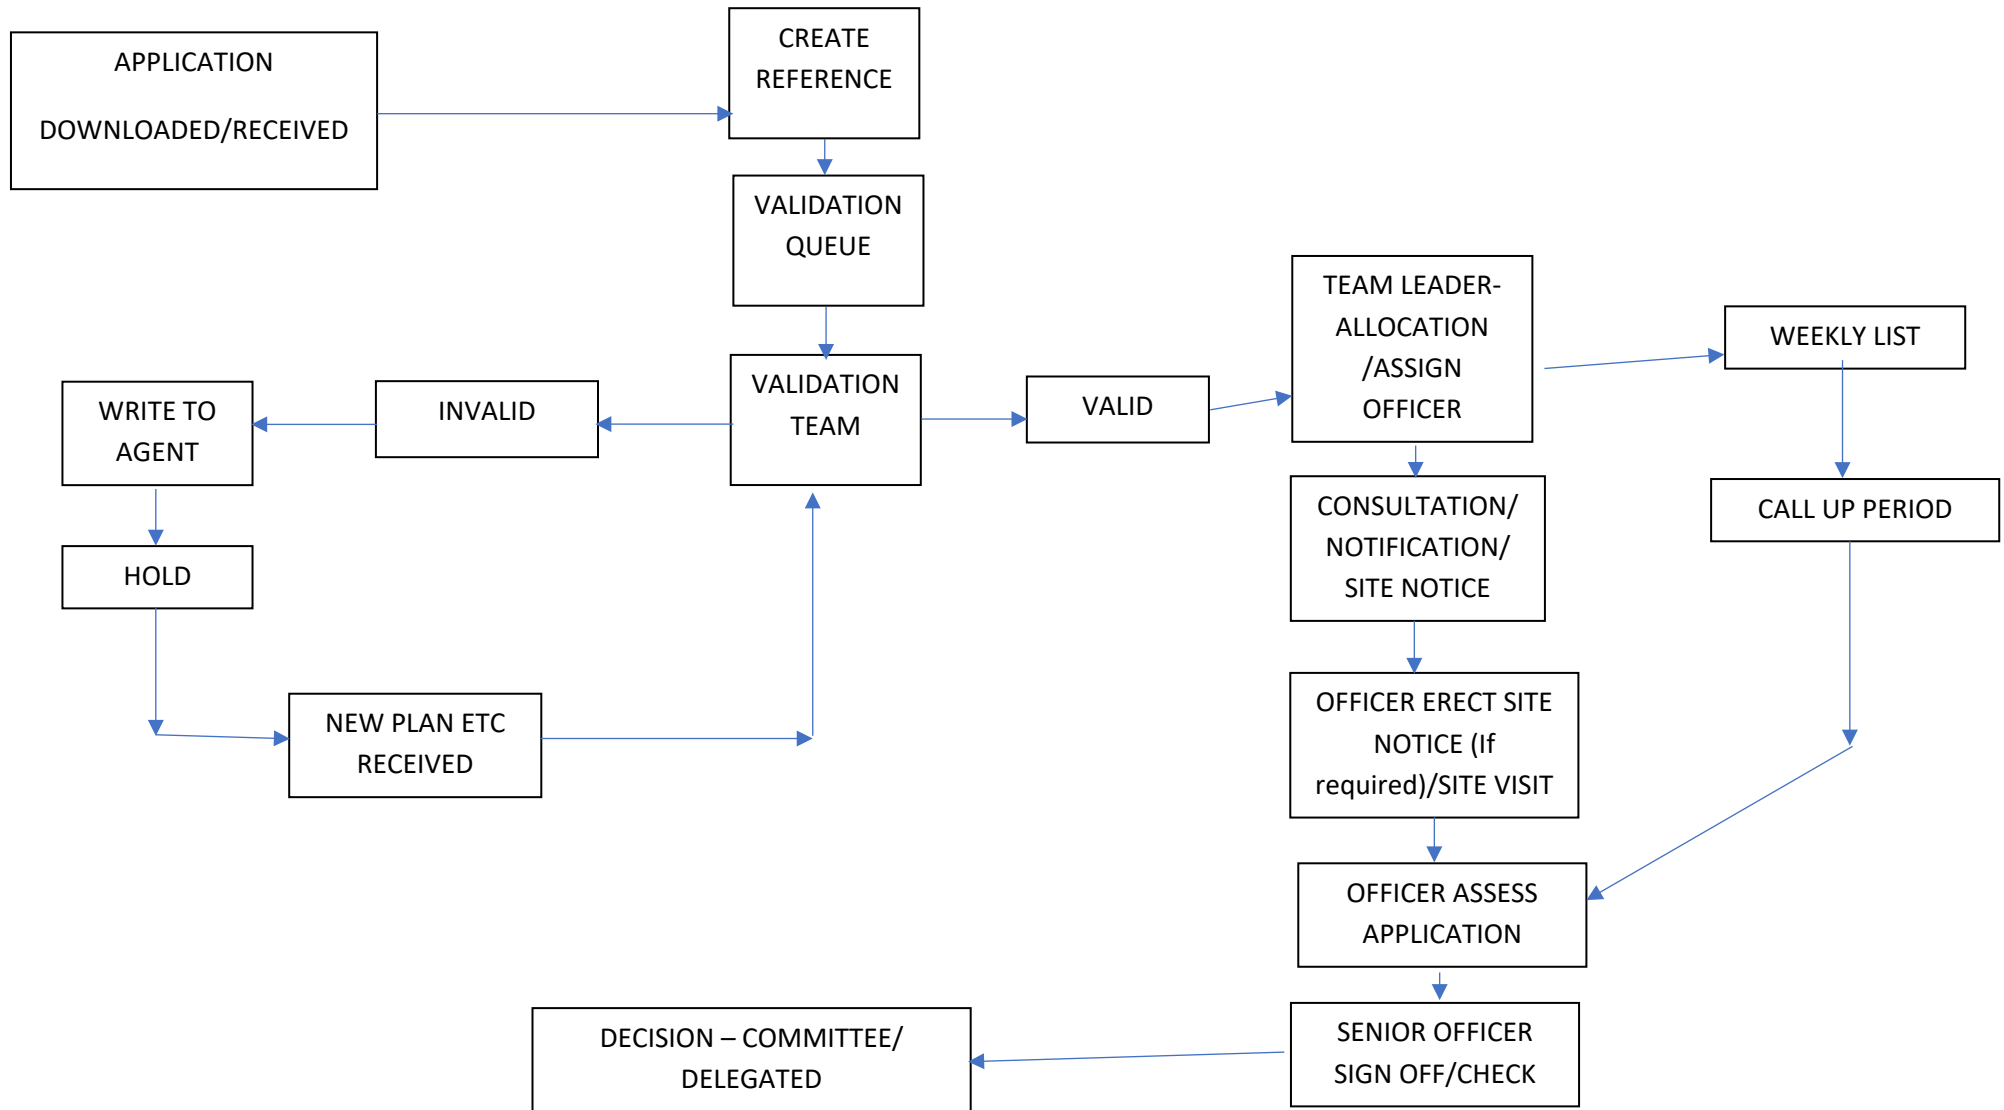 APPLICATION
DOWNLOADED/RECEIVED
CREATE
REFERENCE
VALIDATION
QUEUE
VALIDATION
TEAM
INVALID
WRITE TO
AGENT
HOLD
NEW PLAN ETC
RECEIVED
VALID
TEAM LEADER-
ALLOCATION
/ASSIGN
OFFICER
WEEKLY LIST
CALL UP PERIOD
CONSULTATION/
NOTIFICATION/
SITE NOTICE
OFFICER ERECT SITE
NOTICE (If
required)/SITE VISIT
OFFICER ASSESS
APPLICATION
SENIOR OFFICER
SIGN OFF/CHECK
DECISION – COMMITTEE/
DELEGATED